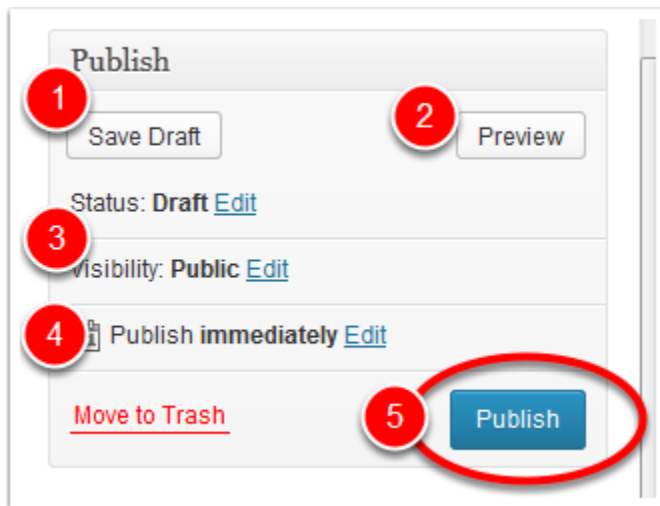 Publish
1
2
Save Draft Preview
Status: Draft Edit
3
Visibility: Public Edit
4 Publish immediately Edit
Move to Trash 5 Publish